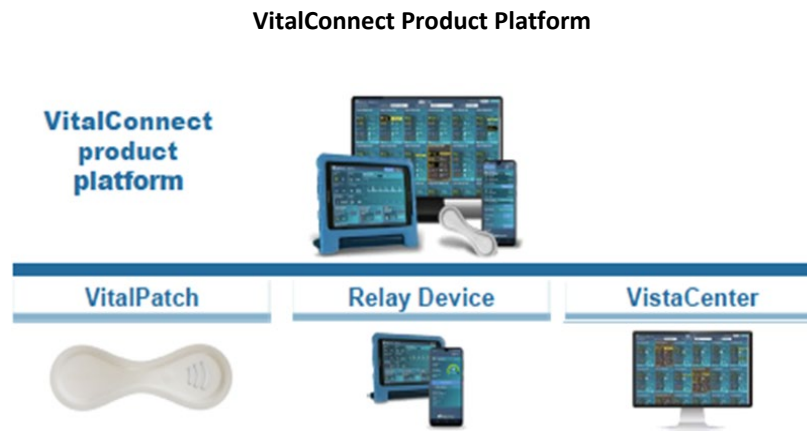 VitalConnect Product Platform
VitalConnect
product
platform
VitalPatch
Relay Device
VistaCenter